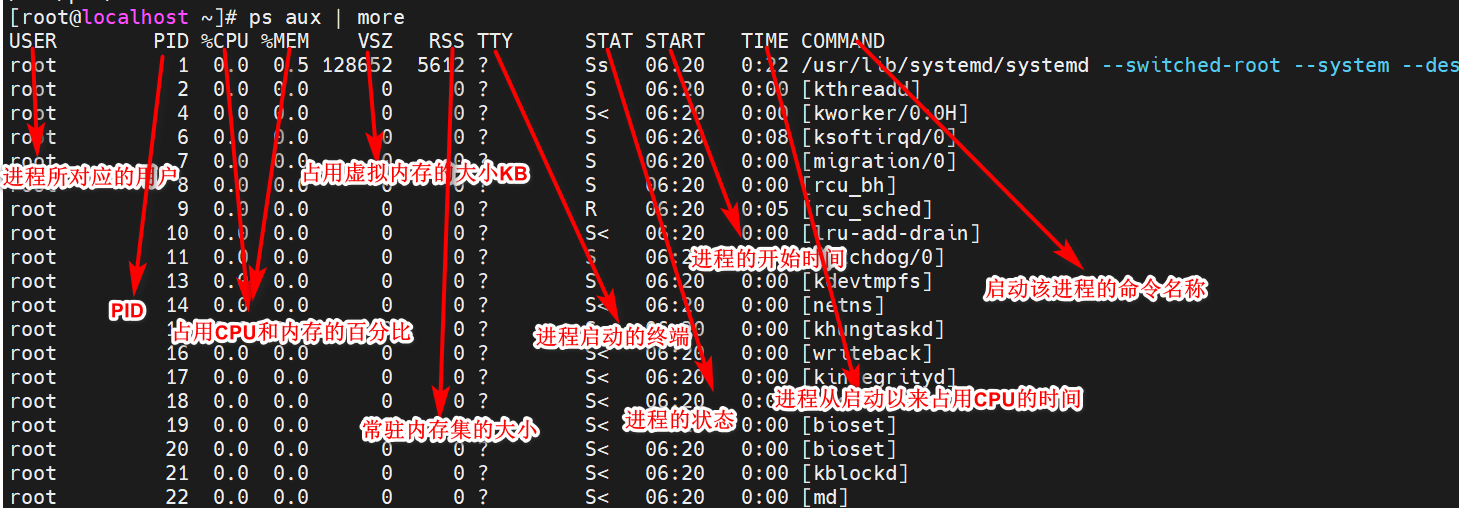 [root@localhost ~]# ps aux | more
USER PID %CPU %MEM VSZ RSS TTY STAT START TIME COMMAND
root 1 0.0 0.5 128652 5612 ? Ss 06:20 0:22 /usr/lib/systemd/systemd --switched-root --system --des
root 2 0.0 0.0 0 0 ? S 06:20 0:00 [kthreadd]
root 4 0.0 0.0 0 0 ? S< 06:20 0:00 [kworker/0:0H]
root 6 0.0 0.0 0 0 ? S 06:20 0:08 [ksoftirqd/0]
root 7 0.0 0.0 0 0 ? S 06:20 0:00 [migration/0]
进程所对应的用户 占用虚拟内存的大小KB
8 0.0 0.0 0 0 ? S 06:20 0:00 [rcu_bh]
root 9 0.0 0.0 0 0 ? R 06:20 0:05 [rcu_sched]
root 10 0.0 0.0 0 0 ? S< 06:20 0:00 [lru-add-drain]
root 11 0.0 0.0 0 0 ? S chdog/0]
进程的开始时间
root 13 0.0 0.0 0 0 ? S 06:20 0:00 [kdevtmpfs]
启动该进程的命令名称
root 14 0.0 0.0 0 0 ? S< 06:20 0:00 [netns]
PID
0 0 ? 0:00 [khungtaskd]
占用CPU和内存的百分比 进程启动的终端
root 16 0.0 0.0 0 0 ? S< 06:20 0:00 [writeback]
root 17 0.0 0.0 0 0 ? S< 06:20 0:00 [kintegrityd]
root 18 0.0 0.0 0 0 ? S< 06:20
进程从启动以来占用CPU的时间
进程的状态
root 19 0.0 0.0 0 0 ? S< 06:20 0:00 [bioset]
常驻内存集的大小
root 20 0.0 0.0 0 0 ? S< 06:20 0:00 [bioset]
root 21 0.0 0.0 0 0 ? S< 06:20 0:00 [kblockd]
root 22 0.0 0.0 0 0 ? S< 06:20 0:00 [md]